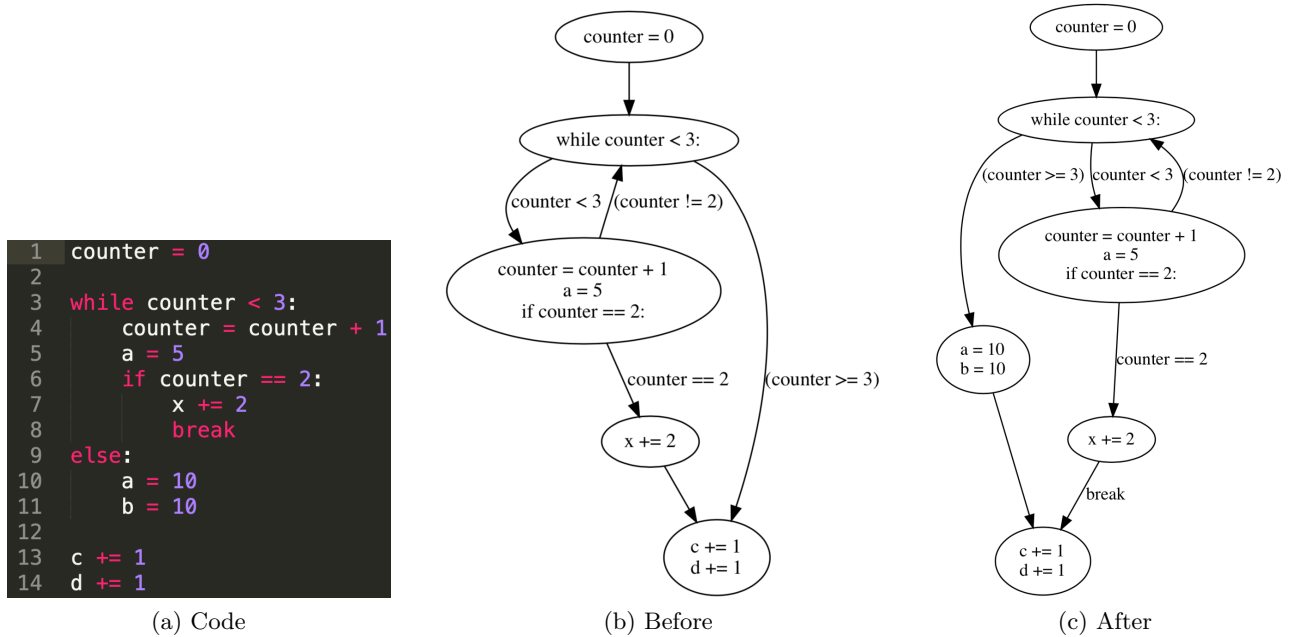 1 counter = 0
2
3 while counter < 3:
4 counter = counter + 1
5 a = 5
6 if counter == 2:
7 x += 2
8 break
9 else:
10 a = 10
11 b = 10
12
13 c += 1
14 d += 1
(a) Code
counter = 0
while counter < 3:
counter < 3
(counter != 2)
counter = counter + 1
a = 5
if counter == 2:
counter == 2
(counter >= 3)
x += 2
c += 1
d += 1
(b) Before
counter = 0
while counter < 3:
(counter >= 3)
counter < 3
(counter != 2)
counter = counter + 1
a = 5
if counter == 2:
a = 10
b = 10
counter == 2
x += 2
break
c += 1
d += 1
(c) After